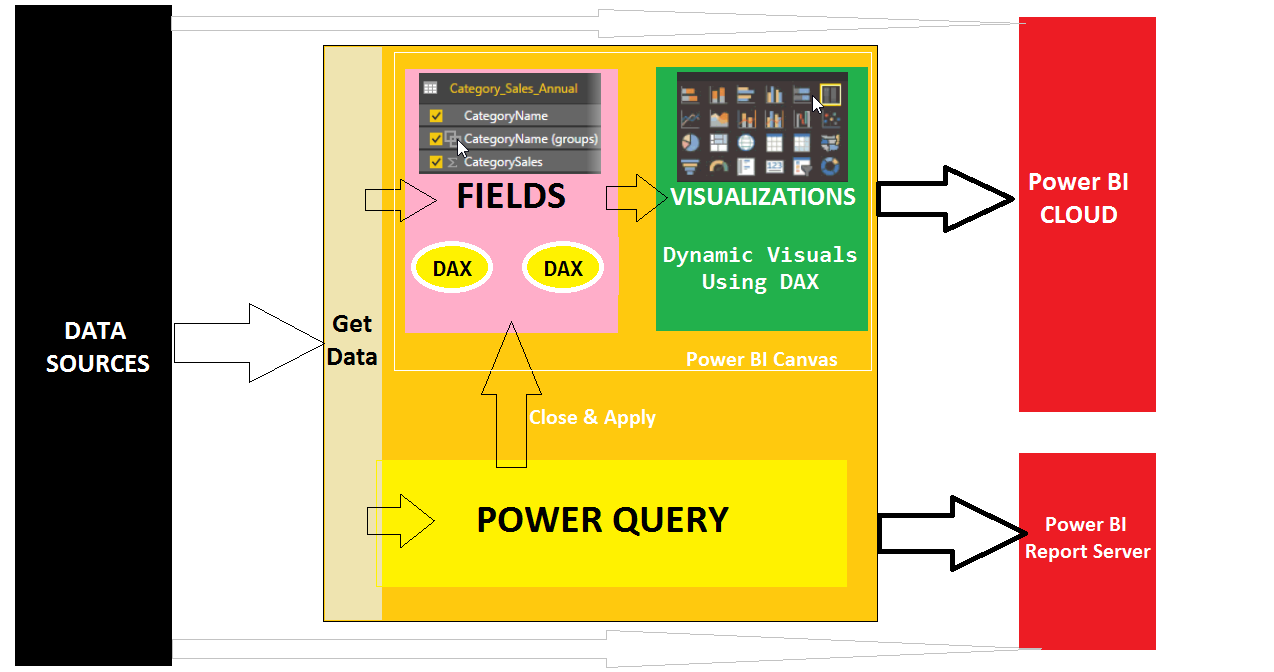 DATA
SOURCES
Get
Data
Category_Sales_Annual
CategoryName
CategoryName (groups)
CategorySales
FIELDS
DAX
DAX
VISUALIZATIONS
Dynamic Visuals
Using DAX
Power BI Canvas
Close & Apply
POWER QUERY
Power BI
CLOUD
Power BI
Report Server